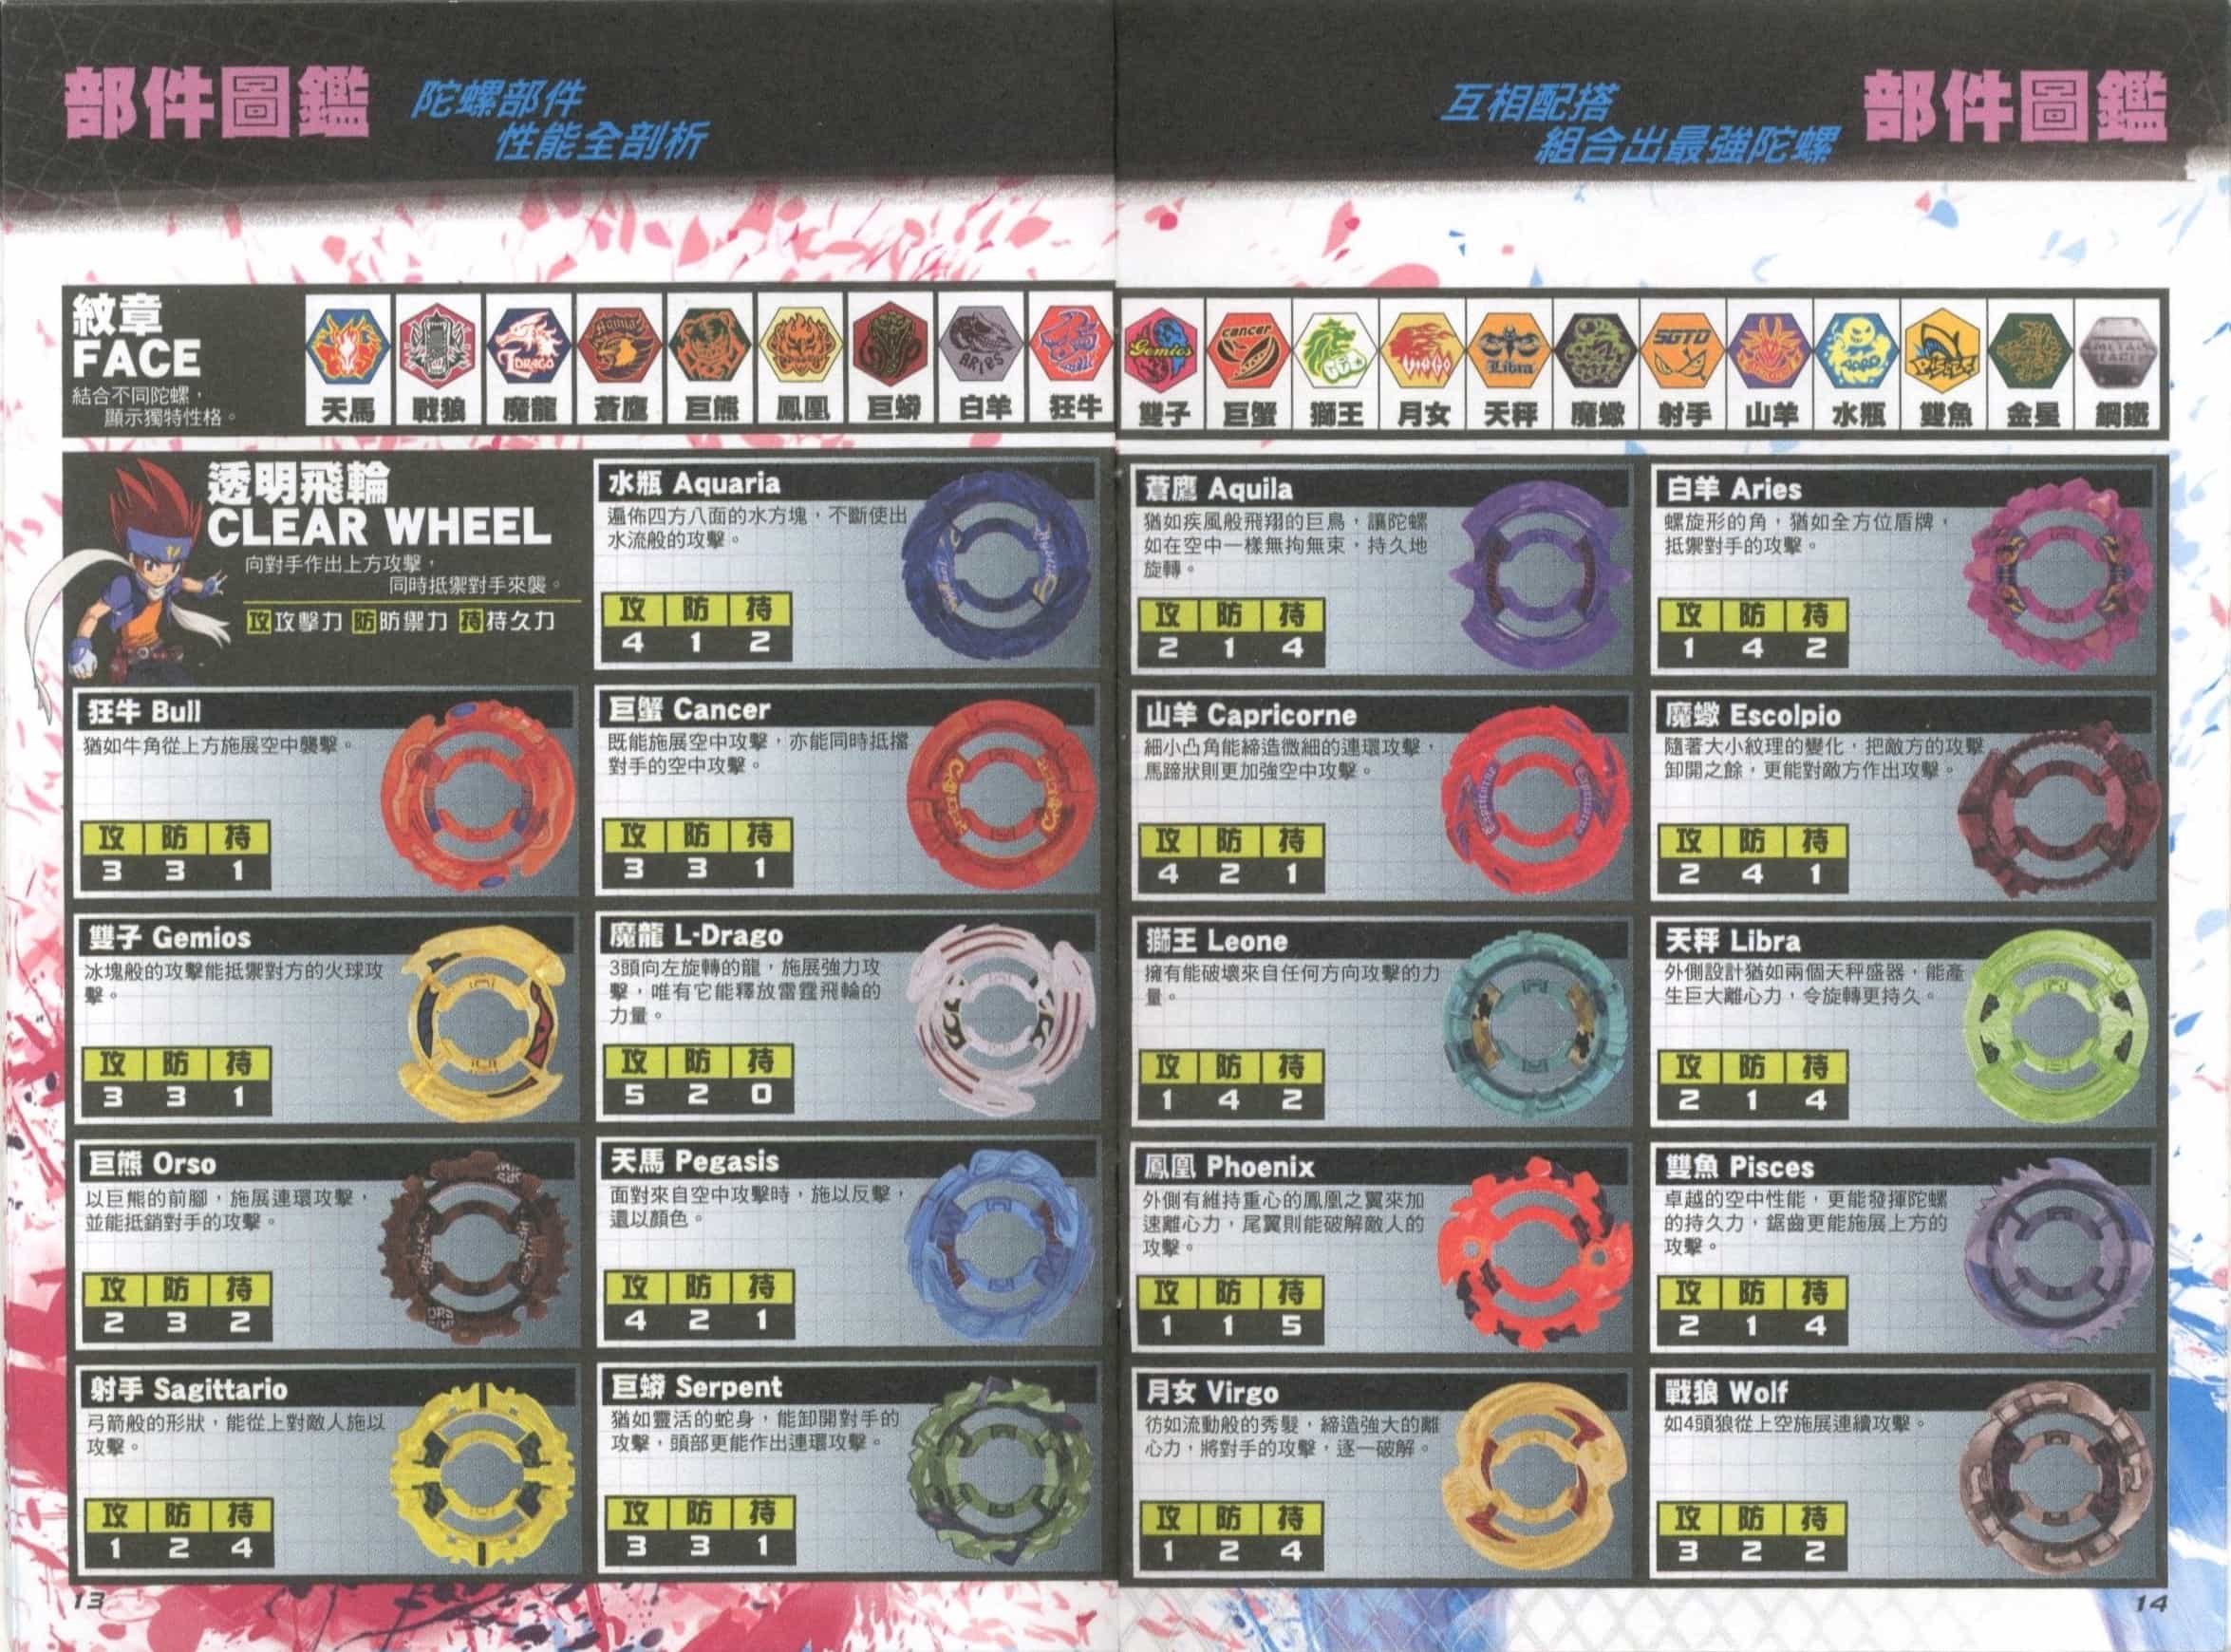 部件圖鑑
陀螺部件
性能全剖析
互相配搭
組合出最強陀螺
部件圖鑑
紋章
FACE
結合不同陀螺，
顯示獨特性格。
天馬
戰狼
魔龍
蒼鷹
巨熊
鳳凰
巨蟒
白羊
狂牛
雙子
巨蟹
獅王
月女
天秤
魔蠍
射手
山羊
水瓶
雙魚
金星
鋼鐵
透明飛輪
CLEAR WHEEL
向對手作出上方攻擊，
同時抵禦對手來襲。
攻攻擊力 防防禦力 持持久力
水瓶 Aquaria
遍佈四方八面的水方塊，不斷使出
水流般的攻擊。
攻 防 持
4 1 2
狂牛 Bull
猶如牛角從上方施展空中襲擊。
攻 防 持
3 3 1
巨蟹 Cancer
既能施展空中攻擊，亦能同時抵擋
對手的空中攻擊。
攻 防 持
3 3 1
雙子 Gemios
冰塊般的攻擊能抵禦對方的火球攻
擊。
攻 防 持
3 3 1
魔龍 L-Drago
3頭向左旋轉的龍，施展強力攻
擊，唯有它能釋放雷霆飛輪的
力量。
攻 防 持
5 2 0
巨熊 Orso
以巨熊的前腳，施展連環攻擊，
並能抵銷對手的攻擊。
攻 防 持
2 3 2
天馬 Pegasis
面對來自空中攻擊時，施以反擊，
還以顏色。
攻 防 持
4 2 1
射手 Sagittario
弓箭般的形狀，能從上對敵人施以
攻擊。
攻 防 持
1 2 4
巨蟒 Serpent
猶如靈活的蛇身，能卸開對手的
攻擊，頭部更能作出連環攻擊。
攻 防 持
3 3 1
13
蒼鷹 Aquila
猶如疾風般飛翔的巨鳥，讓陀螺
如在空中一樣無拘無束，持久地
旋轉。
攻 防 持
2 1 4
白羊 Aries
螺旋形的角，猶如全方位盾牌，
抵禦對手的攻擊。
攻 防 持
1 4 2
山羊 Capricorne
細小凸角能締造微細的連環攻擊，
馬蹄狀則更加強空中攻擊。
攻 防 持
4 2 1
魔蠍 Escolpio
隨著大小紋理的變化，把敵方的攻擊
卸開之餘，更能對敵方作出攻擊。
攻 防 持
2 4 1
獅王 Leone
擁有能破壞來自任何方向攻擊的力
量。
攻 防 持
1 4 2
天秤 Libra
外側設計猶如兩個天秤盛器，能產
生巨大離心力，令旋轉更持久。
攻 防 持
2 1 4
鳳凰 Phoenix
外側有維持重心的鳳凰之翼來加
速離心力，尾翼則能破解敵人的
攻擊。
攻 防 持
1 1 5
雙魚 Pisces
卓越的空中性能，更能發揮陀螺
的持久力，鋸齒更能施展上方的
攻擊。
攻 防 持
2 1 4
月女 Virgo
彷如流動般的秀髮，締造強大的離
心力，將對手的攻擊，逐一破解。
攻 防 持
1 2 4
戰狼 Wolf
如4頭狼從上空施展連續攻擊。
攻 防 持
3 2 2
14